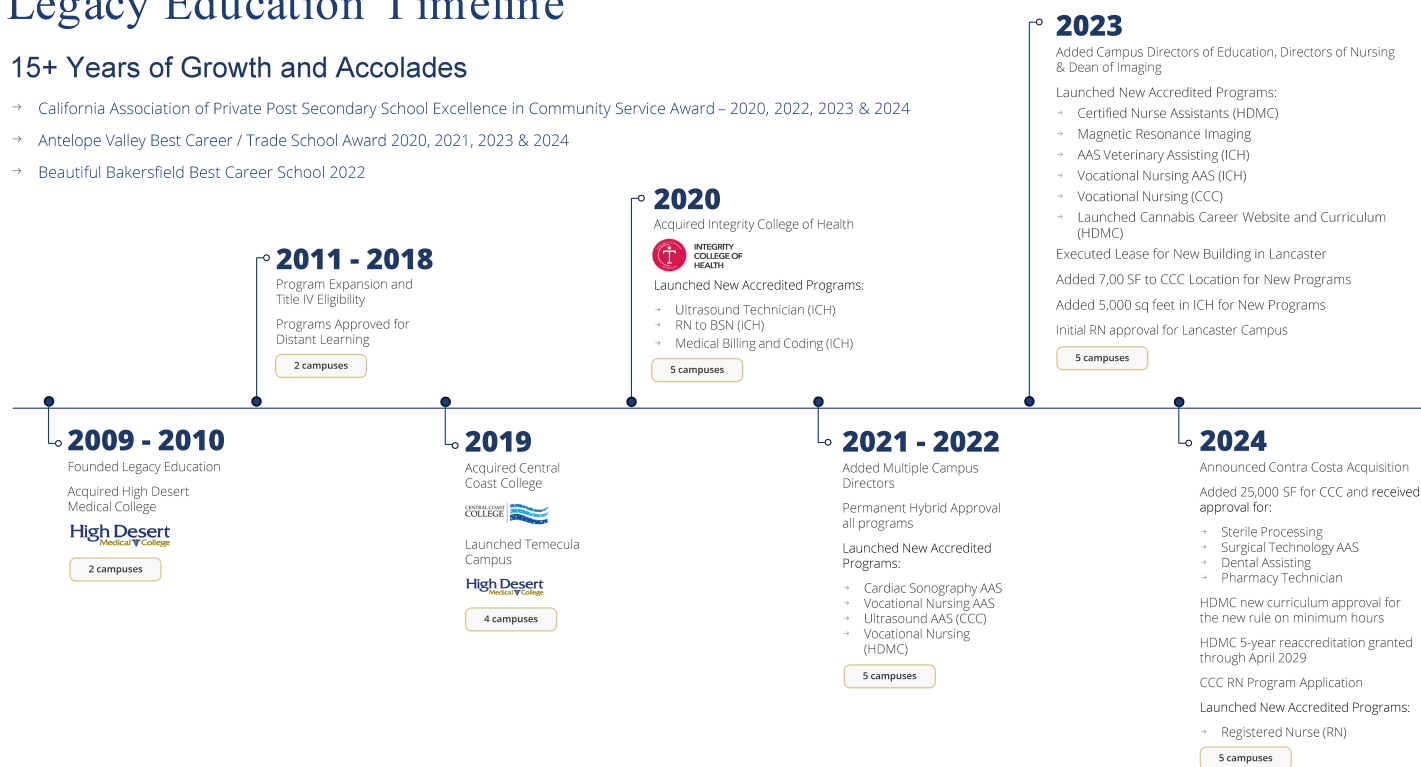 Legacy Education Timeline
15+ Years of Growth and Accolades
→ California Association of Private Post Secondary School Excellence in Community Service Award – 2020, 2022, 2023 & 2024
→ Antelope Valley Best Career / Trade School Award 2020, 2021, 2023 & 2024
→ Beautiful Bakersfield Best Career School 2022
2009 - 2010
Founded Legacy Education
Acquired High Desert
Medical College
High Desert
Medical College
2 campuses
2011 - 2018
Program Expansion and
Title IV Eligibility
Programs Approved for
Distant Learning
2 campuses
2019
Acquired Central
Coast College
CENTRAL COAST
COLLEGE
Launched Temecula
Campus
High Desert
Medical College
4 campuses
2020
Acquired Integrity College of Health
INTEGRITY
COLLEGE OF
HEALTH
Launched New Accredited Programs:
→ Ultrasound Technician (ICH)
→ RN to BSN (ICH)
→ Medical Billing and Coding (ICH)
5 campuses
2021 - 2022
Added Multiple Campus
Directors
Permanent Hybrid Approval
all programs
Launched New Accredited
Programs:
→ Cardiac Sonography AAS
→ Vocational Nursing AAS
→ Ultrasound AAS (CCC)
→ Vocational Nursing
(HDMC)
5 campuses
2023
Added Campus Directors of Education, Directors of Nursing
& Dean of Imaging
Launched New Accredited Programs:
→ Certified Nurse Assistants (HDMC)
→ Magnetic Resonance Imaging
→ AAS Veterinary Assisting (ICH)
→ Vocational Nursing AAS (ICH)
→ Vocational Nursing (CCC)
→ Launched Cannabis Career Website and Curriculum
(HDMC)
Executed Lease for New Building in Lancaster
Added 7,00 SF to CCC Location for New Programs
Added 5,000 sq feet in ICH for New Programs
Initial RN approval for Lancaster Campus
5 campuses
2024
Announced Contra Costa Acquisition
Added 25,000 SF for CCC and received
approval for:
→ Sterile Processing
→ Surgical Technology AAS
→ Dental Assisting
→ Pharmacy Technician
HDMC new curriculum approval for
the new rule on minimum hours
HDMC 5-year reaccreditation granted
through April 2029
CCC RN Program Application
Launched New Accredited Programs:
→ Registered Nurse (RN)
5 campuses